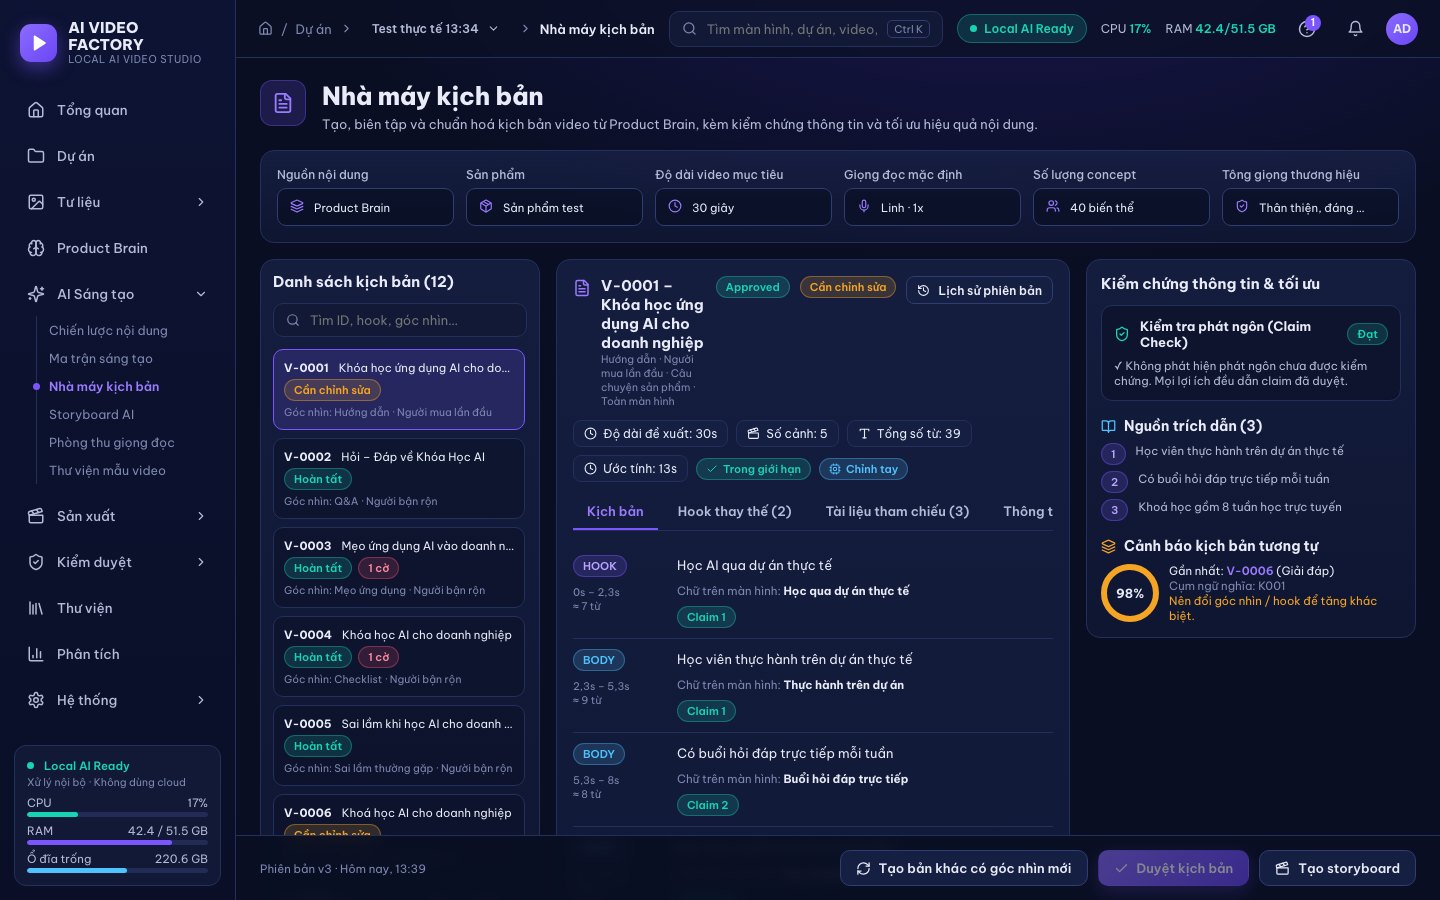 AI VIDEO
FACTORY
LOCAL AI VIDEO STUDIO
Tổng quan
Dự án
Tư liệu
Product Brain
AI Sáng tạo
Chiến lược nội dung
Ma trận sáng tạo
Nhà máy kịch bản
Storyboard AI
Phòng thu giọng đọc
Thư viện mẫu video
Sản xuất
Kiểm duyệt
Thư viện
Phân tích
Hệ thống
Local AI Ready
Xử lý nội bộ · Không dùng cloud
CPU 17%
RAM 42.4 / 51.5 GB
Ổ đĩa trống 220.6 GB
/ Dự án > Test thực tế 13:34 > Nhà máy kịch bản
Tìm màn hình, dự án, video, Ctrl K
Local AI Ready
CPU 17%
RAM 42.4/51.5 GB
1
AD
Nhà máy kịch bản
Tạo, biên tập và chuẩn hoá kịch bản video từ Product Brain, kèm kiểm chứng thông tin và tối ưu hiệu quả nội dung.
Nguồn nội dung
Product Brain
Sản phẩm
Sản phẩm test
Độ dài video mục tiêu
30 giây
Giọng đọc mặc định
Linh · 1x
Số lượng concept
40 biến thể
Tông giọng thương hiệu
Thân thiện, đáng ...
Danh sách kịch bản (12)
Tìm ID, hook, góc nhìn...
V-0001 Khóa học ứng dụng AI cho do...
Cần chỉnh sửa
Góc nhìn: Hướng dẫn · Người mua lần đầu
V-0002 Hỏi – Đáp về Khóa Học AI
Hoàn tất
Góc nhìn: Q&A · Người bận rộn
V-0003 Mẹo ứng dụng AI vào doanh n...
Hoàn tất 1 cờ
Góc nhìn: Mẹo ứng dụng · Người bận rộn
V-0004 Khóa học AI cho doanh nghiệp
Hoàn tất 1 cờ
Góc nhìn: Checklist · Người bận rộn
V-0005 Sai lầm khi học AI cho doanh ...
Hoàn tất
Góc nhìn: Sai lầm thường gặp · Người bận rộn
V-0006 Khoá học AI cho doanh nghiệp
Cần chỉnh sửa
V-0001 –
Khóa học ứng
dụng AI cho
doanh nghiệp
Hướng dẫn · Người
mua lần đầu · Câu
chuyện sản phẩm ·
Toàn màn hình
Approved
Cần chỉnh sửa
Lịch sử phiên bản
Độ dài đề xuất: 30s
Số cảnh: 5
Tổng số từ: 39
Ước tính: 13s
Trong giới hạn
Chỉnh tay
Kịch bản
Hook thay thế (2)
Tài liệu tham chiếu (3)
Thông t
HOOK
0s – 2,3s
≈ 7 từ
Học AI qua dự án thực tế
Chữ trên màn hình: Học qua dự án thực tế
Claim 1
BODY
2,3s – 5,3s
≈ 9 từ
Học viên thực hành trên dự án thực tế
Chữ trên màn hình: Thực hành trên dự án
Claim 1
BODY
5,3s – 8s
≈ 8 từ
Có buổi hỏi đáp trực tiếp mỗi tuần
Chữ trên màn hình: Buổi hỏi đáp trực tiếp
Claim 2
Kiểm chứng thông tin & tối ưu
Kiểm tra phát ngôn (Claim
Check)
Đạt
✓ Không phát hiện phát ngôn chưa được kiểm
chứng. Mọi lợi ích đều dẫn claim đã duyệt.
Nguồn trích dẫn (3)
1 Học viên thực hành trên dự án thực tế
2 Có buổi hỏi đáp trực tiếp mỗi tuần
3 Khoá học gồm 8 tuần học trực tuyến
Cảnh báo kịch bản tương tự
98%
Gần nhất: V-0006 (Giải đáp)
Cụm ngữ nghĩa: K001
Nên đổi góc nhìn / hook để tăng khác
biệt.
Phiên bản v3 · Hôm nay, 13:39
Tạo bản khác có góc nhìn mới
Duyệt kịch bản
Tạo storyboard